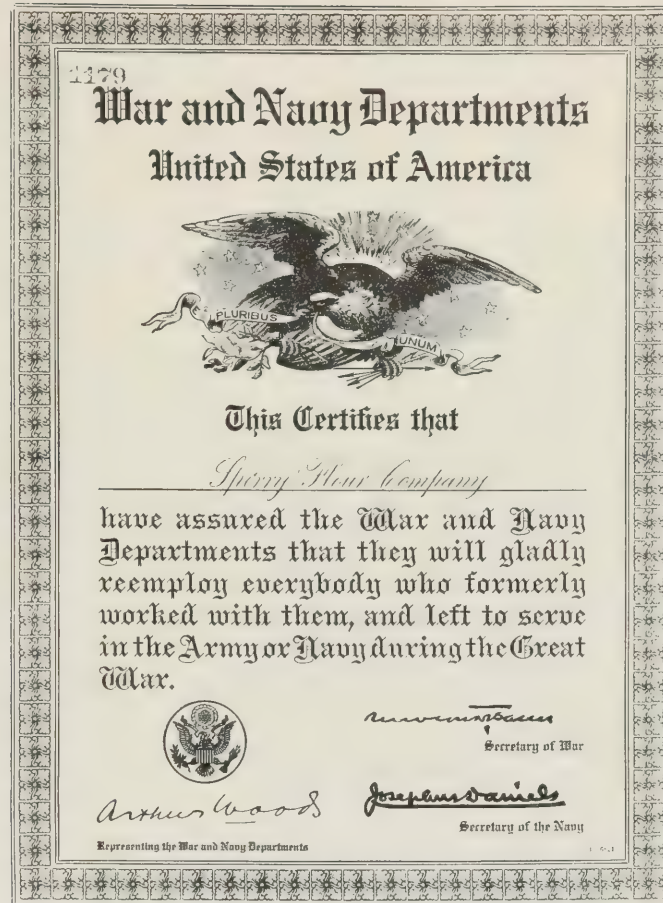 1179
War and Navy Departments
United States of America
PLURIBUS
UNUM
This Certifies that
Sperry Flour Company
have assured the War and Navy
Departments that they will gladly
reemploy everybody who formerly
worked with them, and left to serve
in the Army or Navy during the Great
War.
Secretary of War
Arthur Woods
Josephus Daniels
Secretary of the Navy
Representing the War and Navy Departments